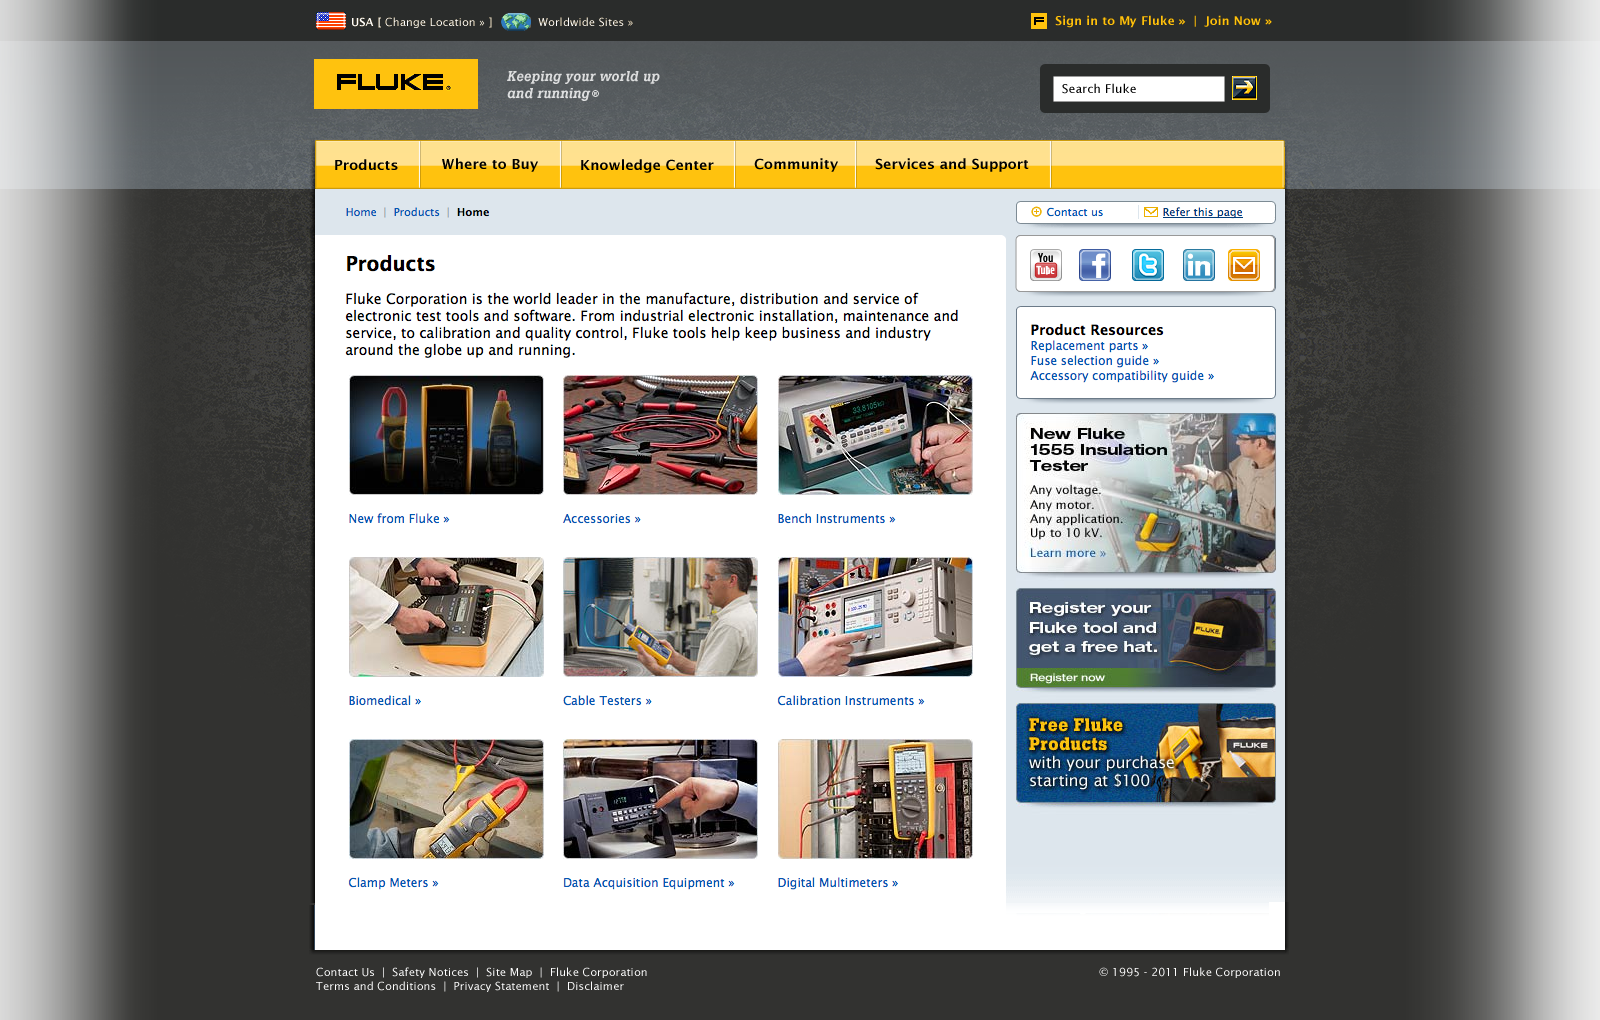 USA [ Change Location » ] Worldwide Sites »
Sign in to My Fluke » | Join Now »
FLUKE®
Keeping your world up
and running®
Search Fluke
Products
Where to Buy
Knowledge Center
Community
Services and Support
Home | Products | Home
Contact us
Refer this page
Products
Fluke Corporation is the world leader in the manufacture, distribution and service of
electronic test tools and software. From industrial electronic installation, maintenance and
service, to calibration and quality control, Fluke tools help keep business and industry
around the globe up and running.
New from Fluke »
Accessories »
Bench Instruments »
Biomedical »
Cable Testers »
Calibration Instruments »
Clamp Meters »
Data Acquisition Equipment »
Digital Multimeters »
You
Tube
Product Resources
Replacement parts »
Fuse selection guide »
Accessory compatibility guide »
New Fluke
1555 Insulation
Tester
Any voltage.
Any motor.
Any application.
Up to 10 kV.
Learn more »
Register your
Fluke tool and
get a free hat.
Register now
FLUKE
Free Fluke
Products
with your purchase
starting at $100
FLUKE
Contact Us | Safety Notices | Site Map | Fluke Corporation
Terms and Conditions | Privacy Statement | Disclaimer
© 1995 - 2011 Fluke Corporation